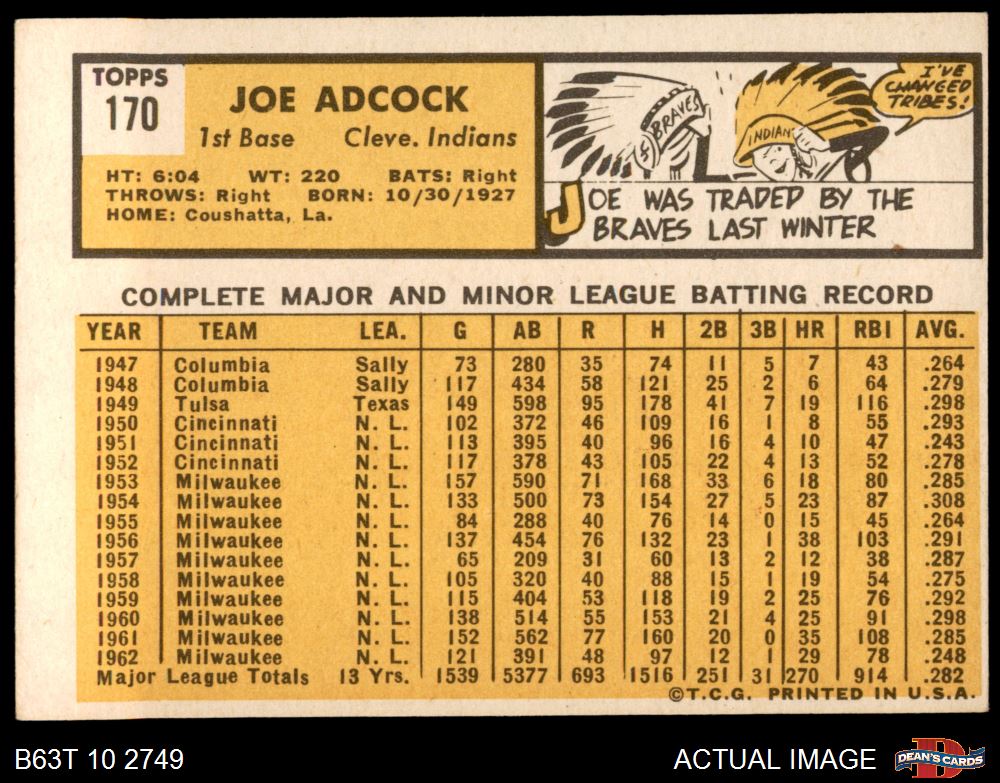 TOPPS
170
JOE ADCOCK
1st Base Cleve. Indians
HT: 6:04 WT: 220 BATS: Right
THROWS: Right BORN: 10/30/1927
HOME: Coushatta, La.
BRAVES
INDIAN
I'VE
CHANGED
TRIBES!
JOE WAS TRADED BY THE
BRAVES LAST WINTER
COMPLETE MAJOR AND MINOR LEAGUE BATTING RECORD
YEAR TEAM LEA. G AB R H 2B 3B HR RBI AVG.
1947 Columbia Sally 73 280 35 74 11 5 7 43 .264
1948 Columbia Sally 117 434 58 121 25 2 6 64 .279
1949 Tulsa Texas 149 598 95 178 41 7 19 116 .298
1950 Cincinnati N. L. 102 372 46 109 16 1 8 55 .293
1951 Cincinnati N. L. 113 395 40 96 16 4 10 47 .243
1952 Cincinnati N. L. 117 378 43 105 22 4 13 52 .278
1953 Milwaukee N. L. 157 590 71 168 33 6 18 80 .285
1954 Milwaukee N. L. 133 500 73 154 27 5 23 87 .308
1955 Milwaukee N. L. 84 288 40 76 14 0 15 45 .264
1956 Milwaukee N. L. 137 454 76 132 23 1 38 103 .291
1957 Milwaukee N. L. 65 209 31 60 13 2 12 38 .287
1958 Milwaukee N. L. 105 320 40 88 15 1 19 54 .275
1959 Milwaukee N. L. 115 404 53 118 19 2 25 76 .292
1960 Milwaukee N. L. 138 514 55 153 21 4 25 91 .298
1961 Milwaukee N. L. 152 562 77 160 20 0 35 108 .285
1962 Milwaukee N. L. 121 391 48 97 12 1 29 78 .248
Major League Totals 13 Yrs. 1539 5377 693 1516 251 31 270 914 .282
©T.C.G. PRINTED IN U.S.A.
B63T 10 2749
ACTUAL IMAGE
DEAN'S CARDS